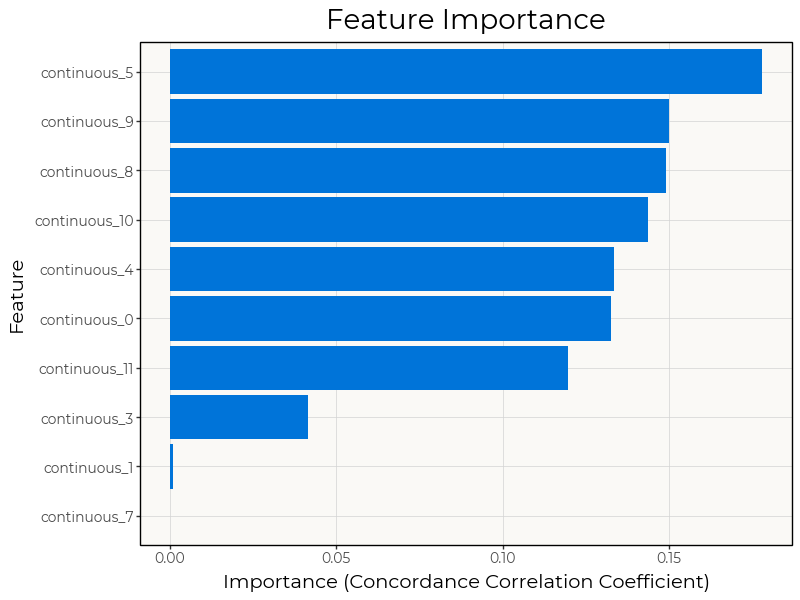 Feature Importance
continuous_5
continuous_9
continuous_8
continuous_10
continuous_4
continuous_0
continuous_11
continuous_3
continuous_1
continuous_7
Feature
0.00 0.05 0.10 0.15
Importance (Concordance Correlation Coefficient)